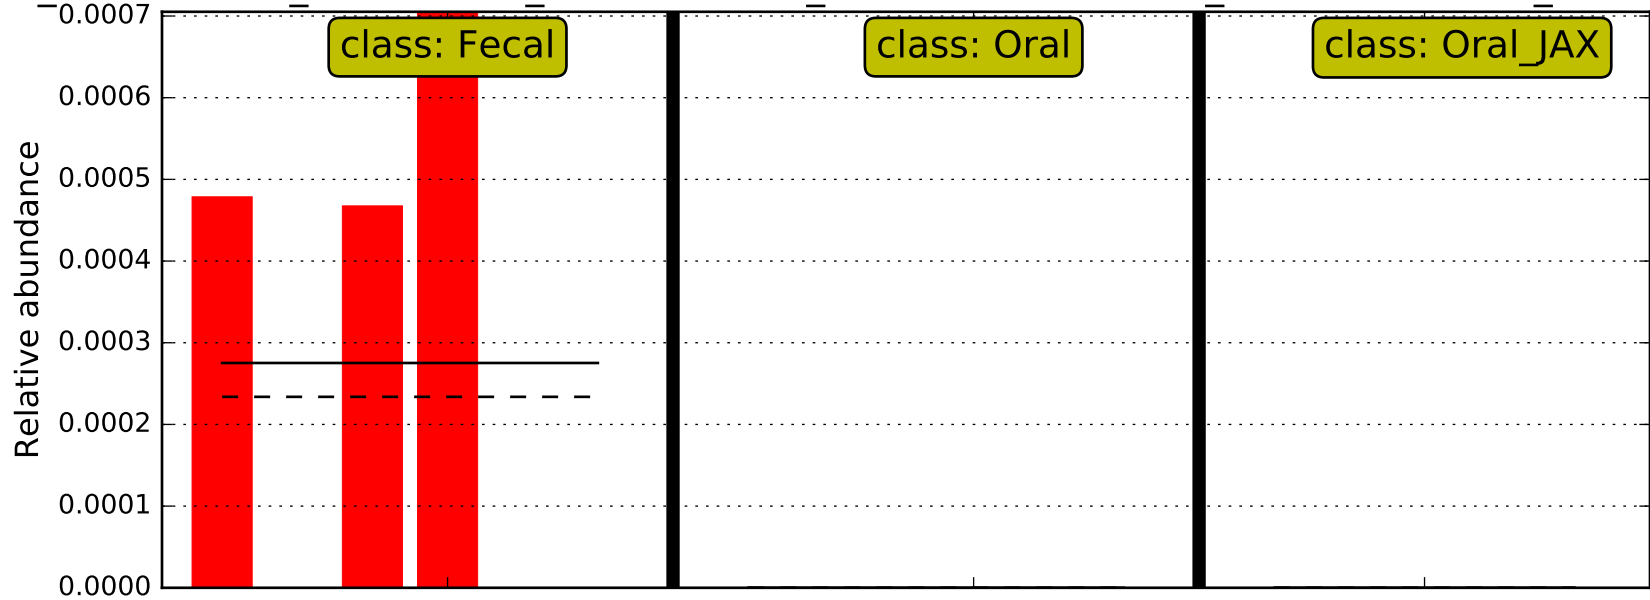 0.0007
class: Fecal
class: Oral
class: Oral_JAX
0.0006
0.0005
0.0004
0.0003
0.0002
0.0001
0.0000
Relative abundance